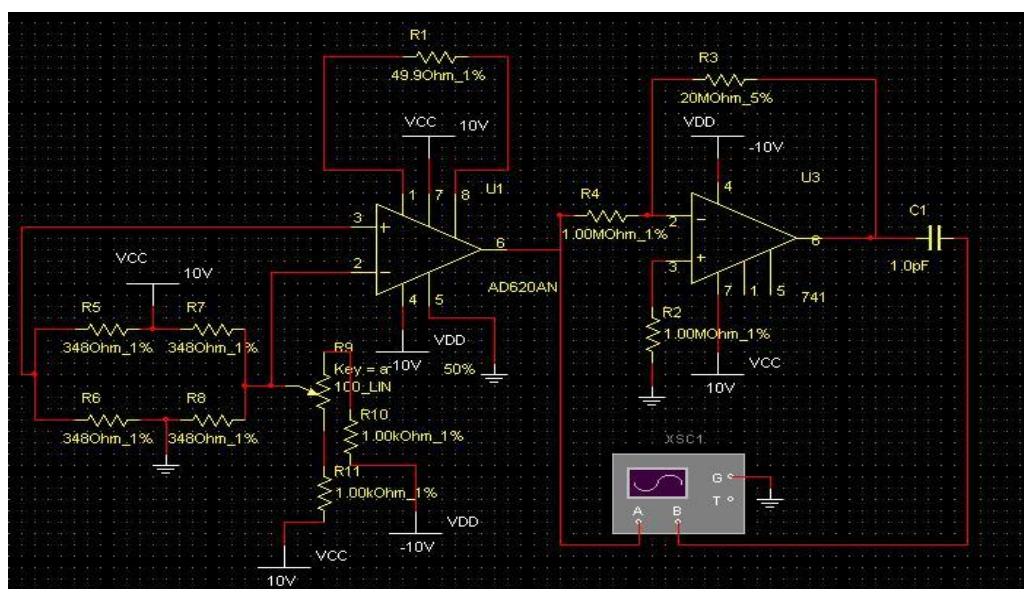 R1
49.9Ohm_1%
VCC
10V
U1
1
7
8
3
+
2
−
6
4
5
AD620AN
VDD
-10V
R3
20MOhm_5%
VDD
-10V
U3
R4
1.00MOhm_1%
4
2
−
3
+
6
7
1
5
741
C1
1.0pF
R2
1.00MOhm_1%
VCC
10V
VCC
10V
R5
R7
348Ohm_1%
348Ohm_1%
R6
R8
348Ohm_1%
348Ohm_1%
R9
Key = a
50%
100_LIN
R10
1.00kOhm_1%
R11
1.00kOhm_1%
VDD
-10V
VCC
10V
XSC1
G
T
A
B